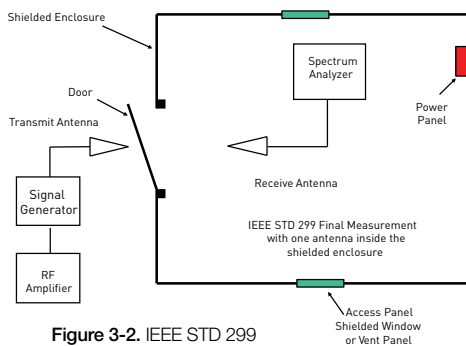 Shielded Enclosure
Spectrum
Analyzer
Door
Power
Panel
Transmit Antenna
Receive Antenna
Signal
Generator
IEEE STD 299 Final Measurement
with one antenna inside the
shielded enclosure
RF
Amplifier
Access Panel
Shielded Window
or Vent Panel
Figure 3-2. IEEE STD 299